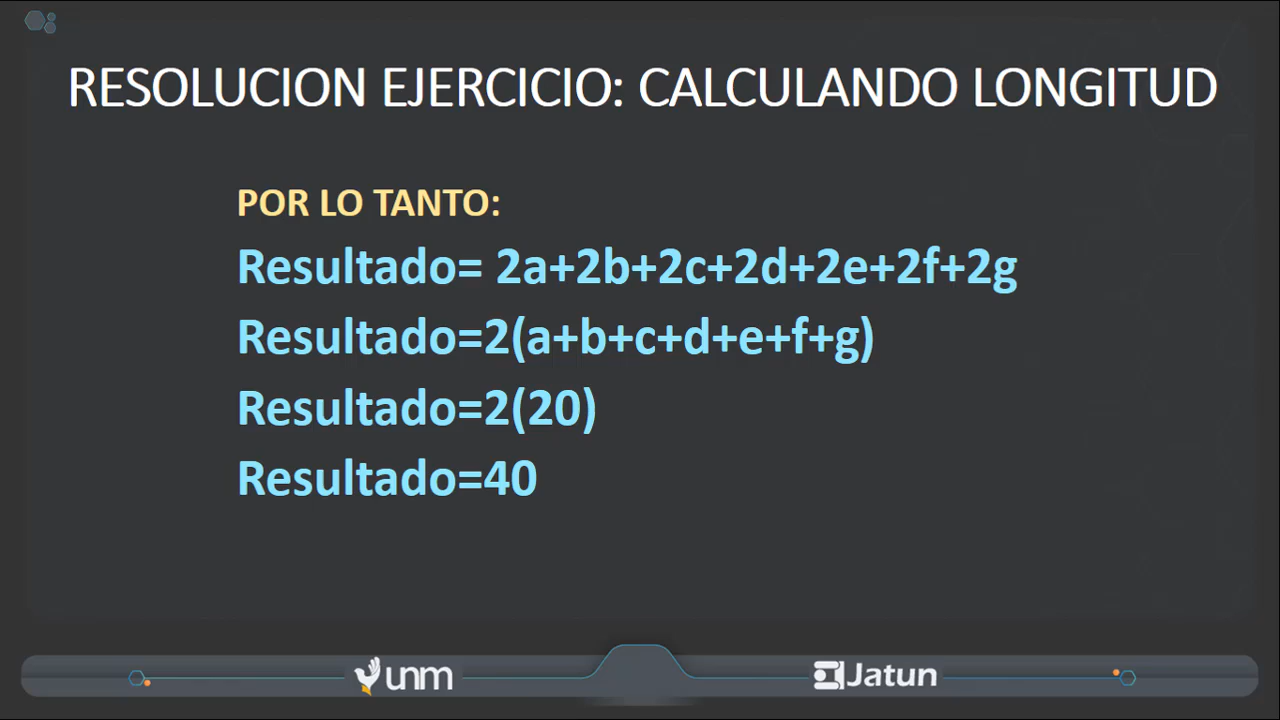 RESOLUCION EJERCICIO: CALCULANDO LONGITUD
POR LO TANTO:
Resultado= 2a+2b+2c+2d+2e+2f+2g
Resultado=2(a+b+c+d+e+f+g)
Resultado=2(20)
Resultado=40
unm
Jatun